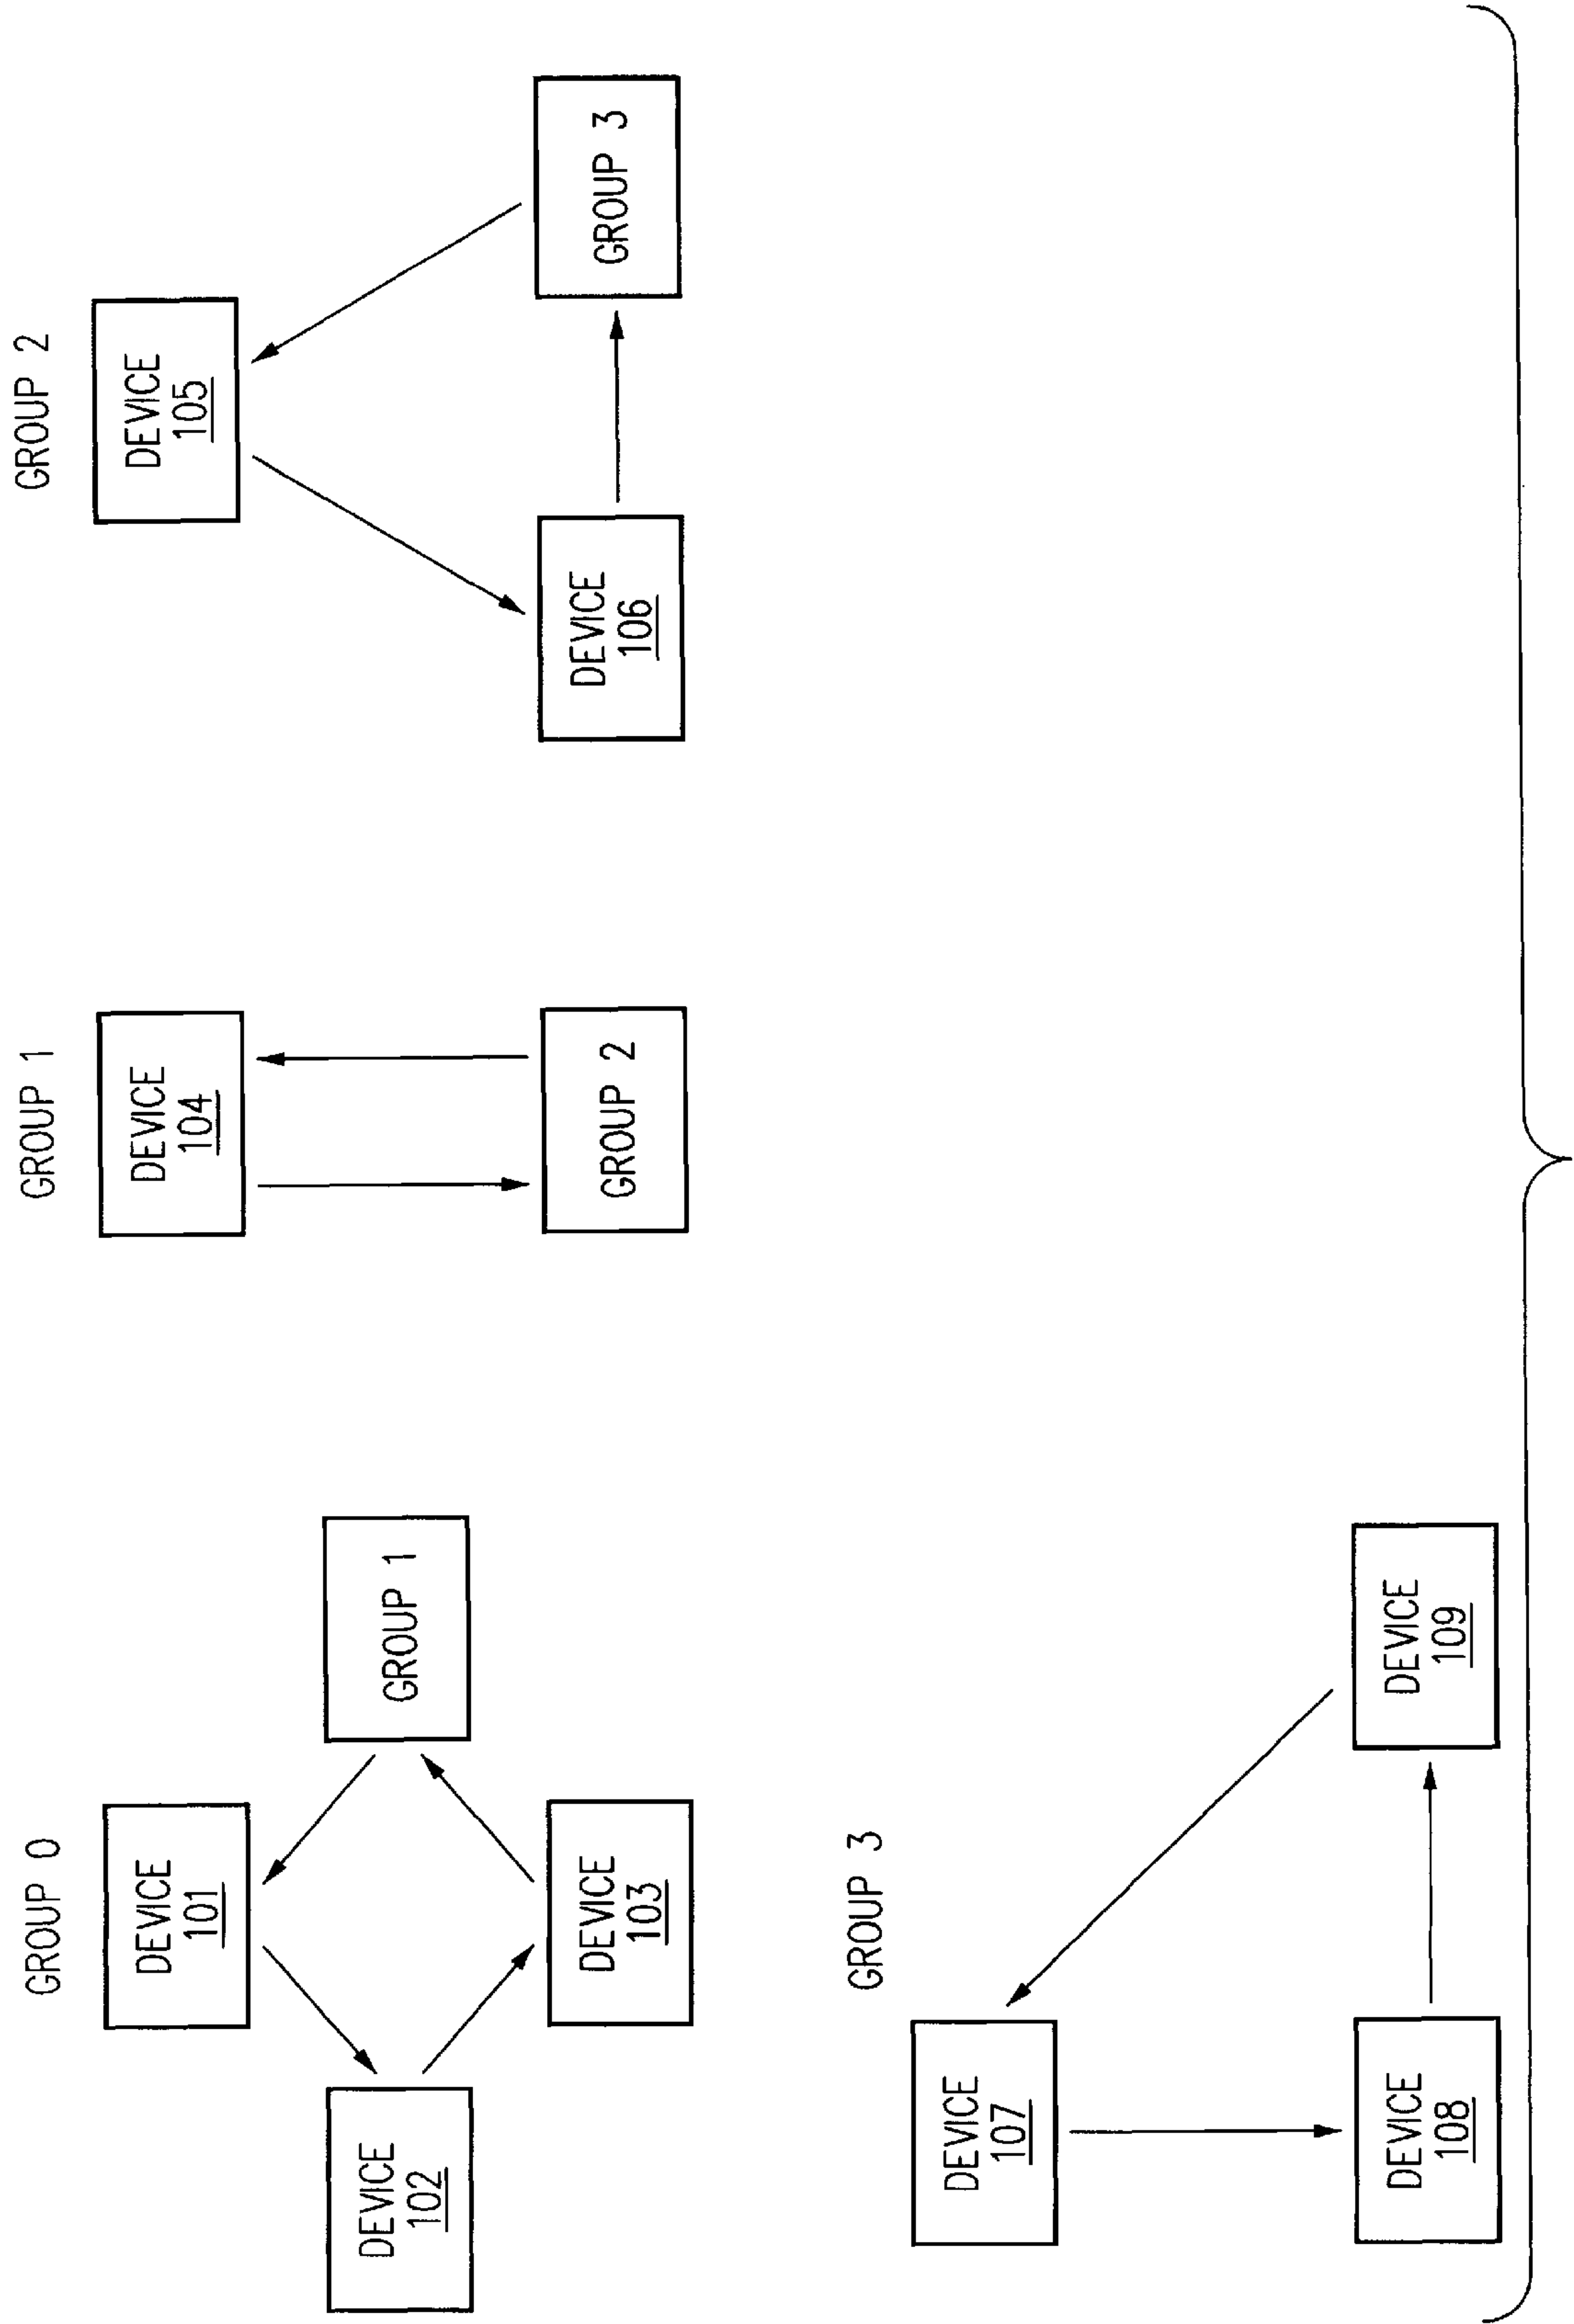 GROUP 0
DEVICE
101
DEVICE
102
GROUP 1
DEVICE
103
GROUP 1
DEVICE
104
GROUP 2
GROUP 2
DEVICE
105
DEVICE
106
GROUP 3
GROUP 3
DEVICE
107
DEVICE
108
DEVICE
109